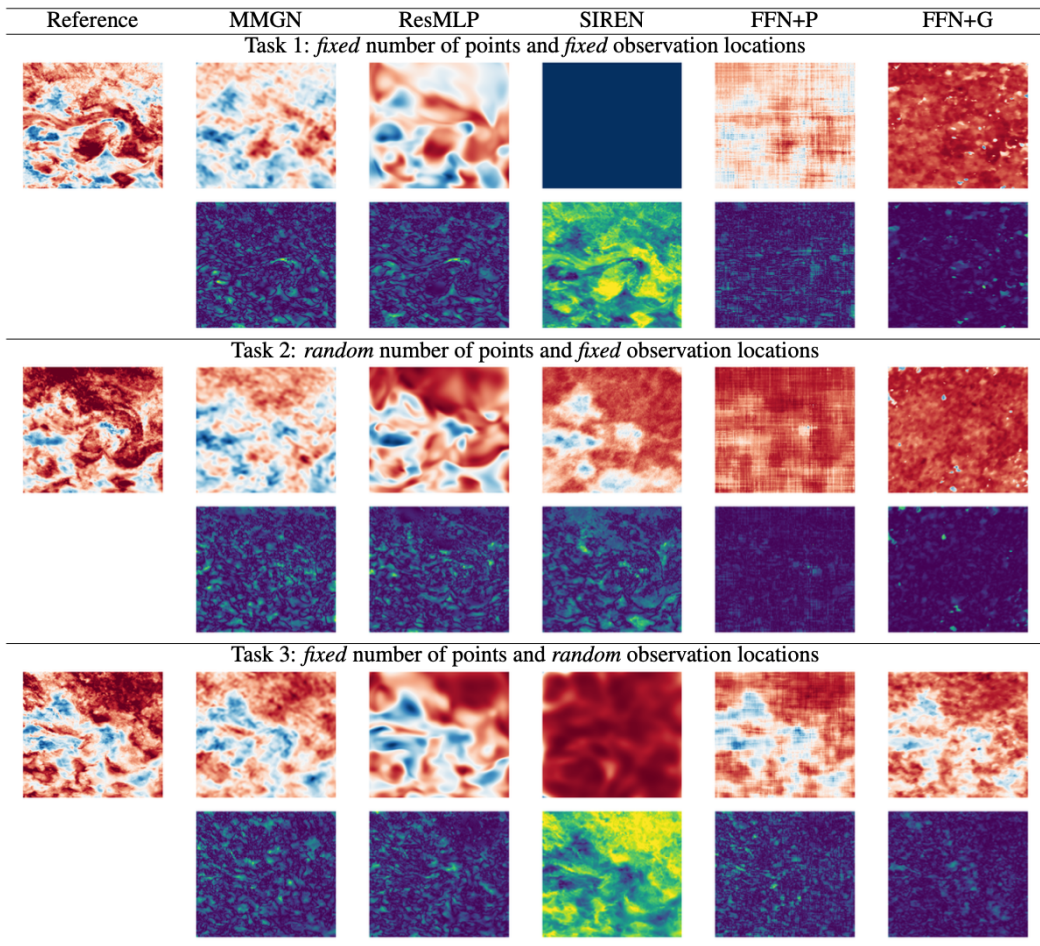 Reference MMGN ResMLP SIREN FFN+P FFN+G
Task 1: fixed number of points and fixed observation locations
Task 2: random number of points and fixed observation locations
Task 3: fixed number of points and random observation locations